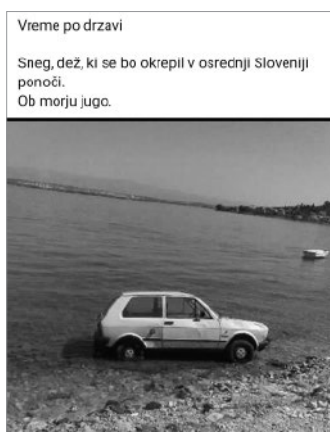 Vreme po drzavi
Sneg, dež, ki se bo okrepil v osrednji Sloveniji
ponoči.
Ob morju jugo.